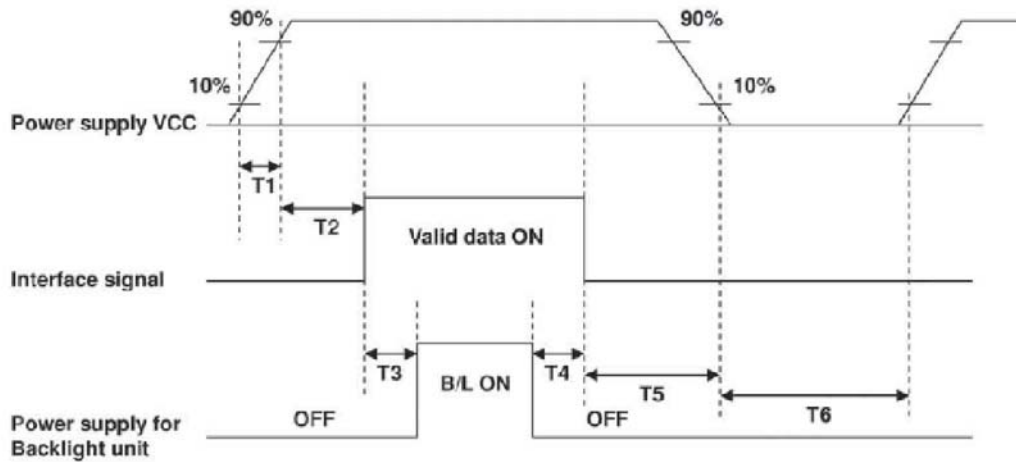 90%
90%
10%
10%
Power supply VCC
T1
T2
Valid data ON
Interface signal
T3
B/L ON
T4
T5
T6
OFF
OFF
Power supply for
Backlight unit